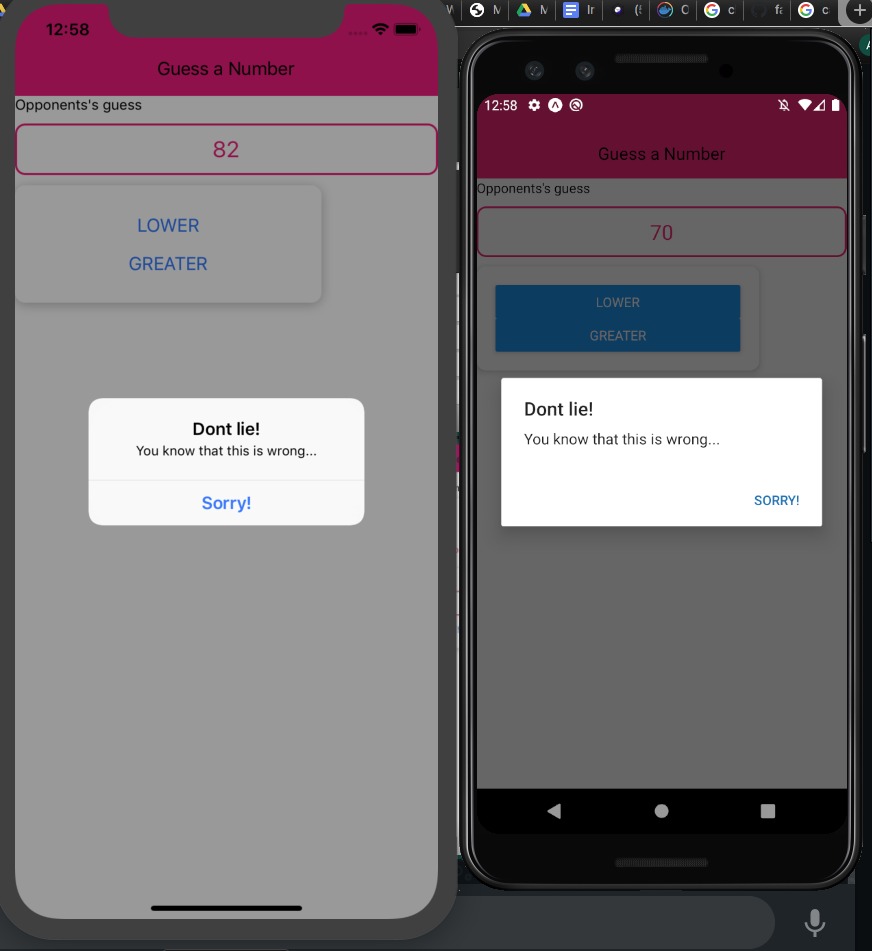 12:58
Guess a Number
Opponents's guess
82
LOWER
GREATER
Dont lie!
You know that this is wrong...
Sorry!
12:58
Guess a Number
Opponents's guess
70
LOWER
GREATER
Dont lie!
You know that this is wrong...
SORRY!